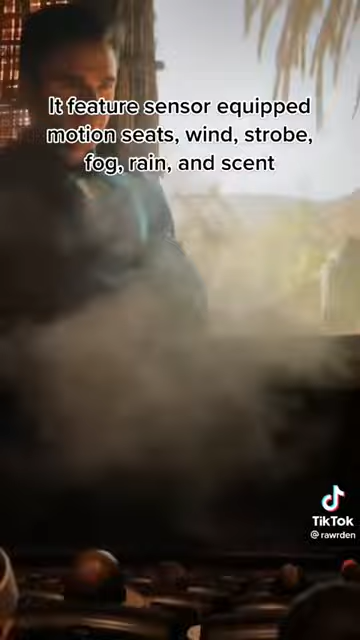 It feature sensor equipped
motion seats, wind, strobe,
fog, rain, and scent
TikTok
@rawrden